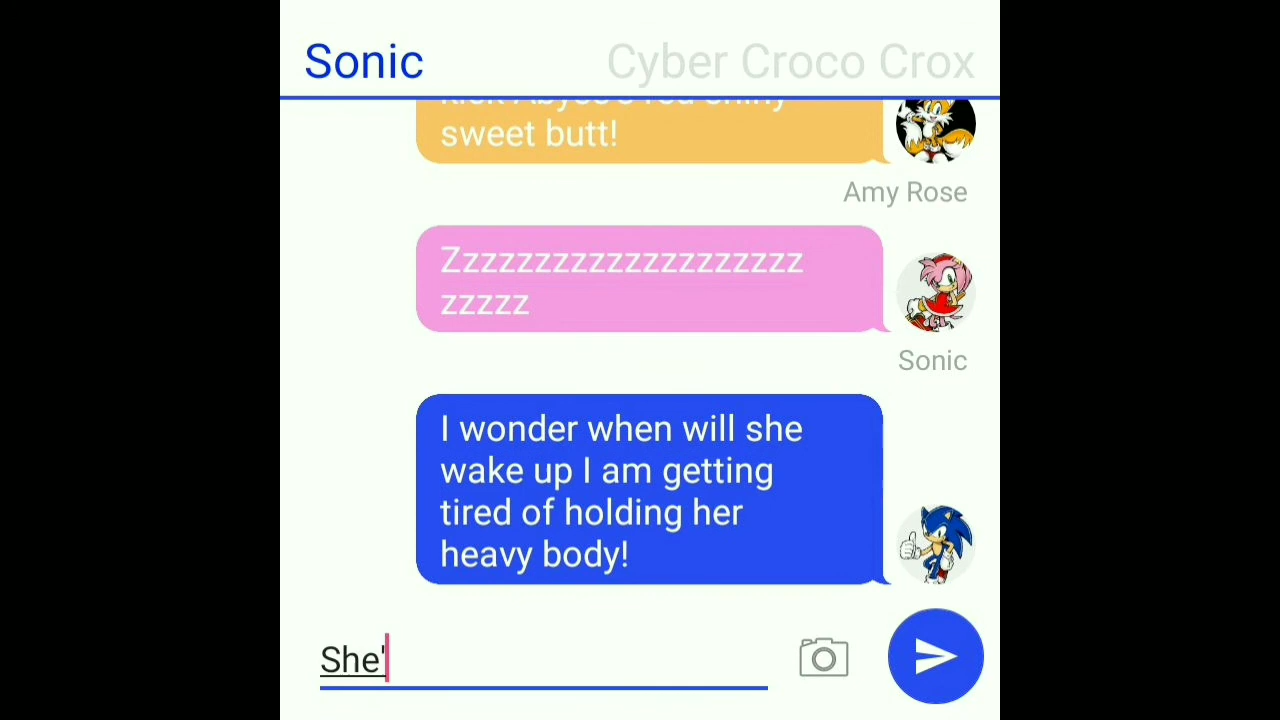 Sonic
Cyber Croco Crox
sweet butt!
Amy Rose
Zzzzzzzzzzzzzzzzzzzz
zzzzz
Sonic
I wonder when will she
wake up I am getting
tired of holding her
heavy body!
She'